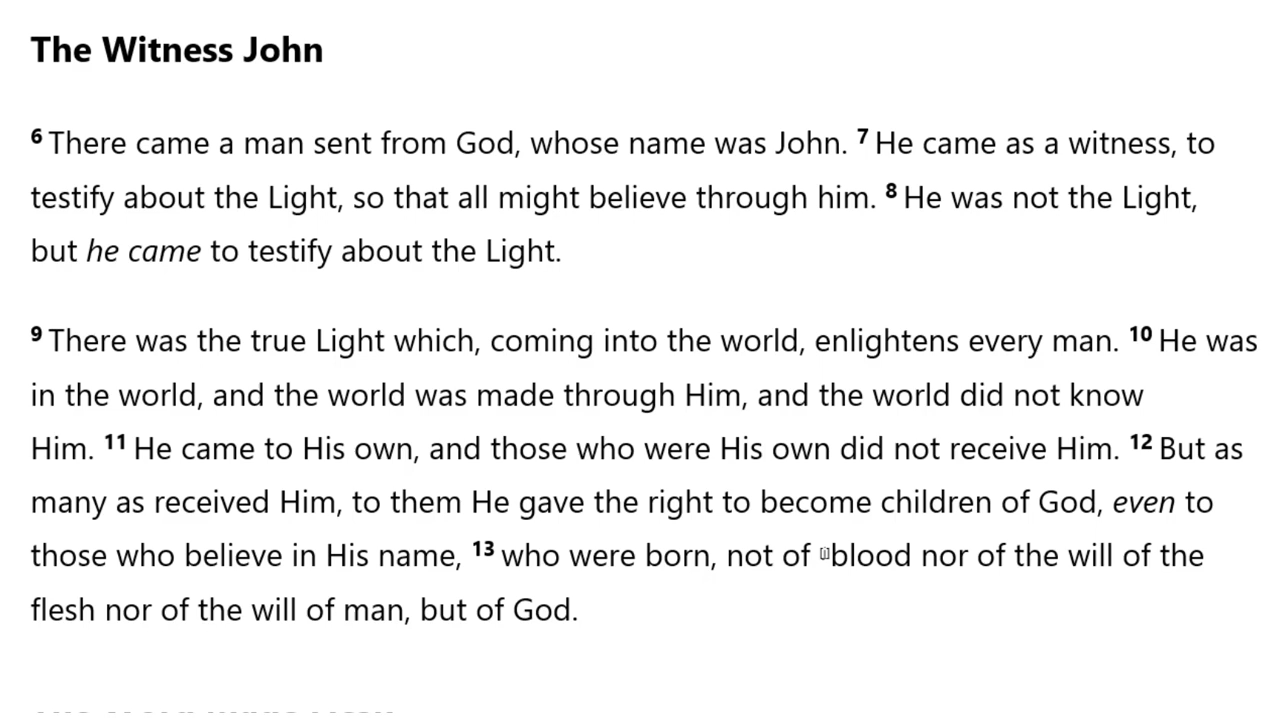 The Witness John
6 There came a man sent from God, whose name was John. 7 He came as a witness, to
testify about the Light, so that all might believe through him. 8 He was not the Light,
but he came to testify about the Light.
9 There was the true Light which, coming into the world, enlightens every man. 10 He was
in the world, and the world was made through Him, and the world did not know
Him. 11 He came to His own, and those who were His own did not receive Him. 12 But as
many as received Him, to them He gave the right to become children of God, even to
those who believe in His name, 13 who were born, not of blood nor of the will of the
flesh nor of the will of man, but of God.